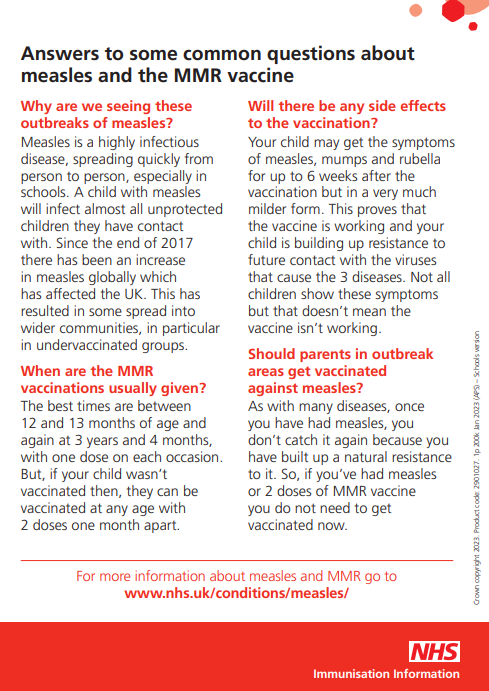 Answers to some common questions about
measles and the MMR vaccine
Why are we seeing these
outbreaks of measles?
Measles is a highly infectious
disease, spreading quickly from
person to person, especially in
schools. A child with measles
will infect almost all unprotected
children they have contact
with. Since the end of 2017
there has been an increase
in measles globally which
has affected the UK. This has
resulted in some spread into
wider communities, in particular
in undervaccinated groups.
When are the MMR
vaccinations usually given?
The best times are between
12 and 13 months of age and
again at 3 years and 4 months,
with one dose on each occasion.
But, if your child wasn’t
vaccinated then, they can be
vaccinated at any age with
2 doses one month apart.
Will there be any side effects
to the vaccination?
Your child may get the symptoms
of measles, mumps and rubella
for up to 6 weeks after the
vaccination but in a very much
milder form. This proves that
the vaccine is working and your
child is building up resistance to
future contact with the viruses
that cause the 3 diseases. Not all
children show these symptoms
but that doesn’t mean the
vaccine isn’t working.
Should parents in outbreak
areas get vaccinated
against measles?
As with many diseases, once
you have had measles, you
don’t catch it again because you
have built up a natural resistance
to it. So, if you’ve had measles
or 2 doses of MMR vaccine
you do not need to get
vaccinated now.
Crown copyright 2023. Product code: 2901027. 1p 200k Jan 2023 (APS) – Schools version
For more information about measles and MMR go to
www.nhs.uk/conditions/measles/
NHS
Immunisation Information